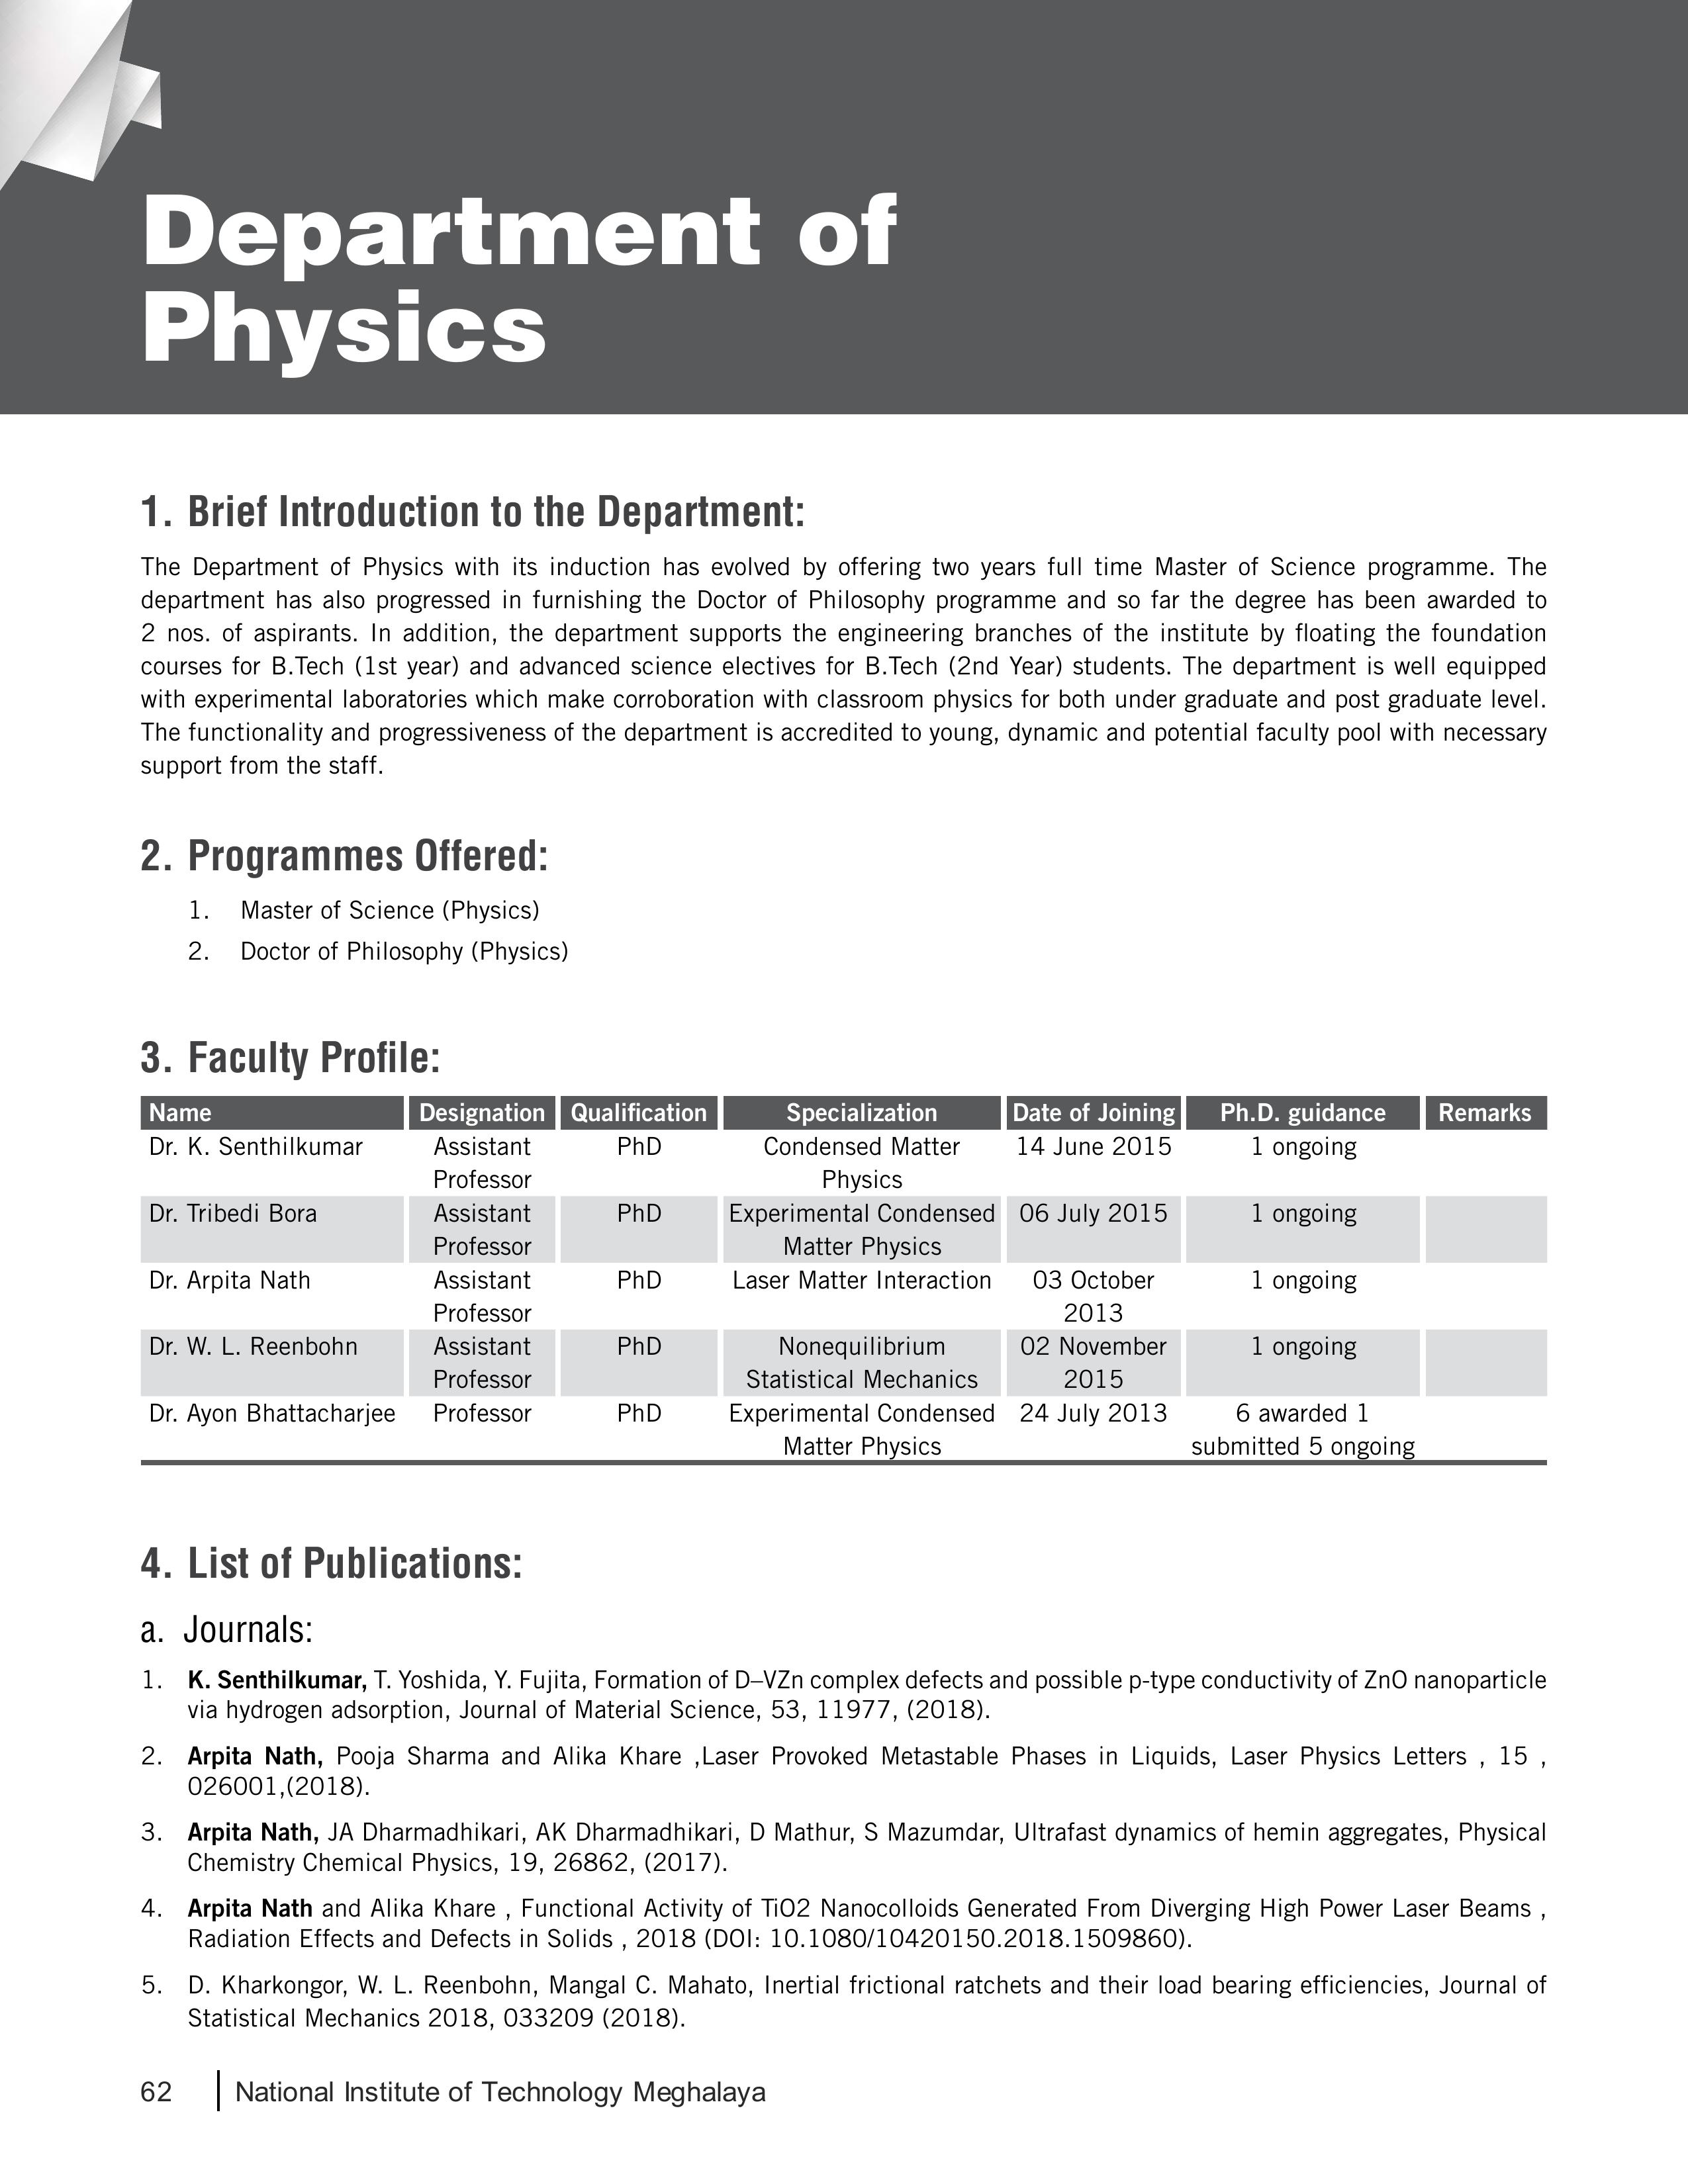 Department of
Physics
1. Brief Introduction to the Department:
The Department of Physics with its induction has evolved by offering two years full time Master of Science programme. The
department has also progressed in furnishing the Doctor of Philosophy programme and so far the degree has been awarded to
2 nos. of aspirants. In addition, the department supports the engineering branches of the institute by floating the foundation
courses for B.Tech (1st year) and advanced science electives for B.Tech (2nd Year) students. The department is well equipped
with experimental laboratories which make corroboration with classroom physics for both under graduate and post graduate level.
The functionality and progressiveness of the department is accredited to young, dynamic and potential faculty pool with necessary
support from the staff.
2. Programmes Offered:
1. Master of Science (Physics)
2. Doctor of Philosophy (Physics)
3. Faculty Profile:
Name Designation Qualification Specialization Date of Joining Ph.D. guidance Remarks
Dr. K. Senthilkumar Assistant PhD Condensed Matter 14 June 2015 1 ongoing
Professor Physics
Dr. Tribedi Bora Assistant PhD Experimental Condensed 06 July 2015 1 ongoing
Professor Matter Physics
Dr. Arpita Nath Assistant PhD Laser Matter Interaction 03 October 1 ongoing
Professor 2013
Dr. W. L. Reenbohn Assistant PhD Nonequilibrium 02 November 1 ongoing
Professor Statistical Mechanics 2015
Dr. Ayon Bhattacharjee Professor PhD Experimental Condensed 24 July 2013 6 awarded 1
Matter Physics submitted 5 ongoing
4. List of Publications:
a. Journals:
1. K. Senthilkumar, T. Yoshida, Y. Fujita, Formation of D–VZn complex defects and possible p-type conductivity of ZnO nanoparticle
via hydrogen adsorption, Journal of Material Science, 53, 11977, (2018).
2. Arpita Nath, Pooja Sharma and Alika Khare ,Laser Provoked Metastable Phases in Liquids, Laser Physics Letters , 15 ,
026001,(2018).
3. Arpita Nath, JA Dharmadhikari, AK Dharmadhikari, D Mathur, S Mazumdar, Ultrafast dynamics of hemin aggregates, Physical
Chemistry Chemical Physics, 19, 26862, (2017).
4. Arpita Nath and Alika Khare , Functional Activity of TiO2 Nanocolloids Generated From Diverging High Power Laser Beams ,
Radiation Effects and Defects in Solids , 2018 (DOI: 10.1080/10420150.2018.1509860).
5. D. Kharkongor, W. L. Reenbohn, Mangal C. Mahato, Inertial frictional ratchets and their load bearing efficiencies, Journal of
Statistical Mechanics 2018, 033209 (2018).
62 National Institute of Technology Meghalaya